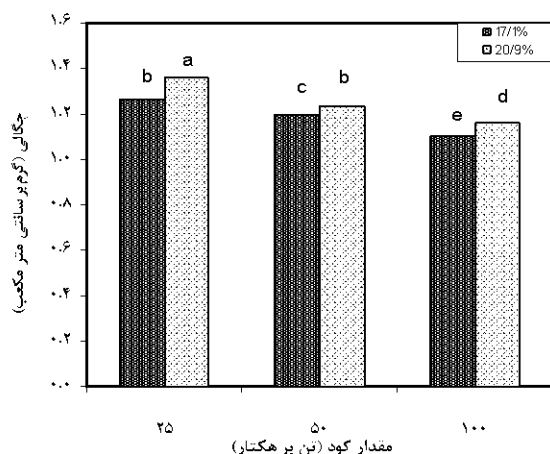 ۱.۶
۱.۴
۱.۲
۱.۰
۰.۸
۰.۶
۰.۴
۰.۲
۰.۰
چگالی (گرم بر سانتی متر مکعب)
17/1%
20/9%
b a
c b
e d
۲۵ ۵۰ ۱۰۰
مقدار کود (تن بر هکتار)